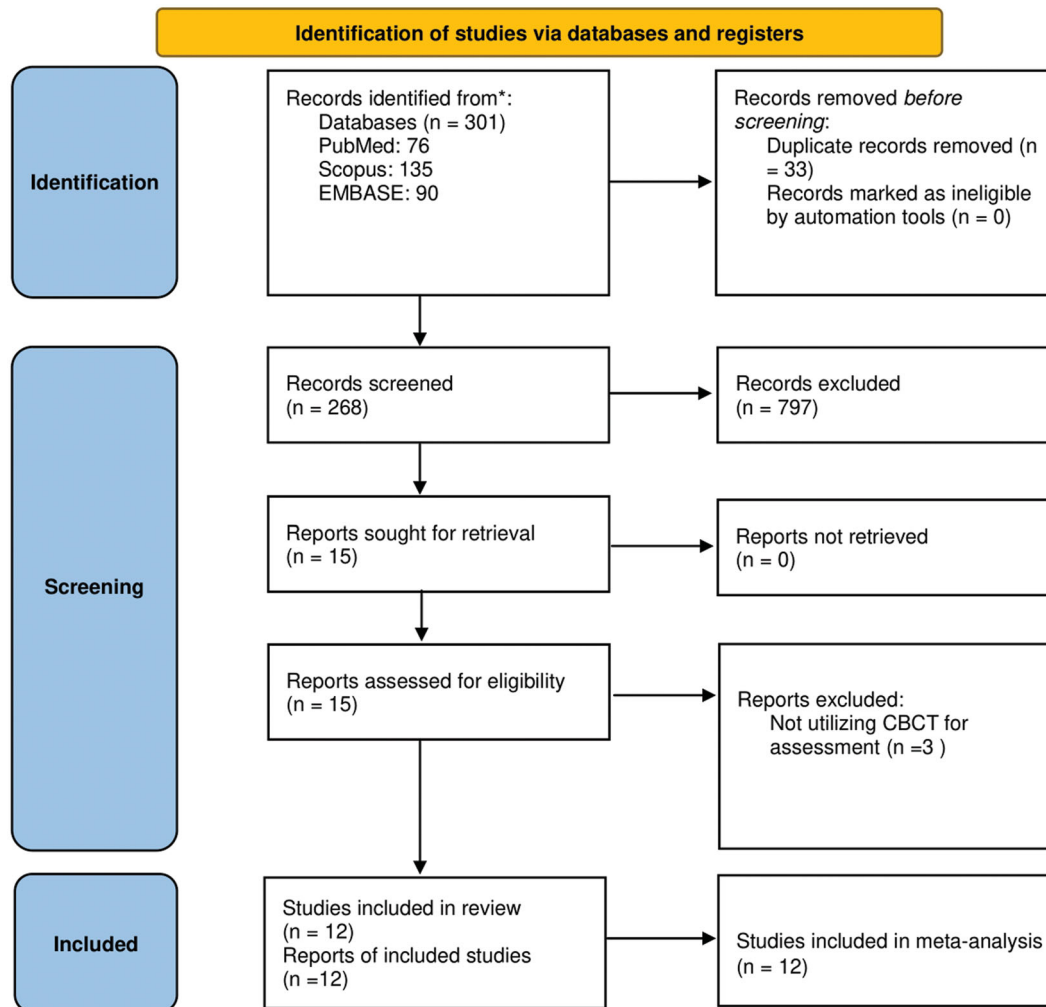 Identification of studies via databases and registers
Identification
Records identified from*:
Databases (n = 301)
PubMed: 76
Scopus: 135
EMBASE: 90
Records removed before
screening:
Duplicate records removed (n
= 33)
Records marked as ineligible
by automation tools (n = 0)
Screening
Records screened
(n = 268)
Records excluded
(n = 797)
Reports sought for retrieval
(n = 15)
Reports not retrieved
(n = 0)
Reports assessed for eligibility
(n = 15)
Reports excluded:
Not utilizing CBCT for
assessment (n =3 )
Included
Studies included in review
(n = 12)
Reports of included studies
(n =12)
Studies included in meta-analysis
(n = 12)